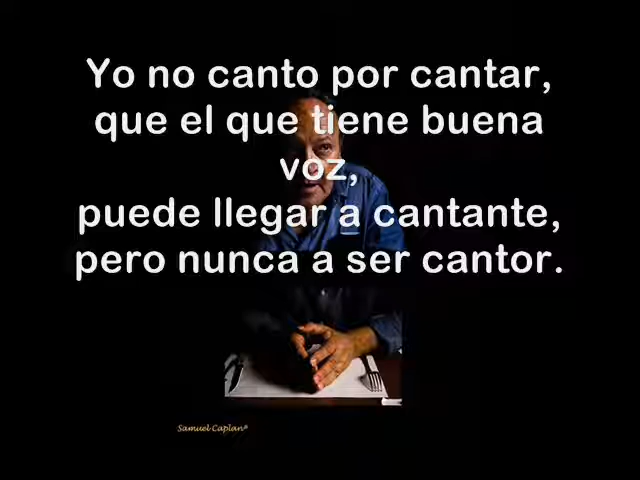 Yo no canto por cantar,
que el que tiene buena
voz,
puede llegar a cantante,
pero nunca a ser cantor.
Samuel Caplan®